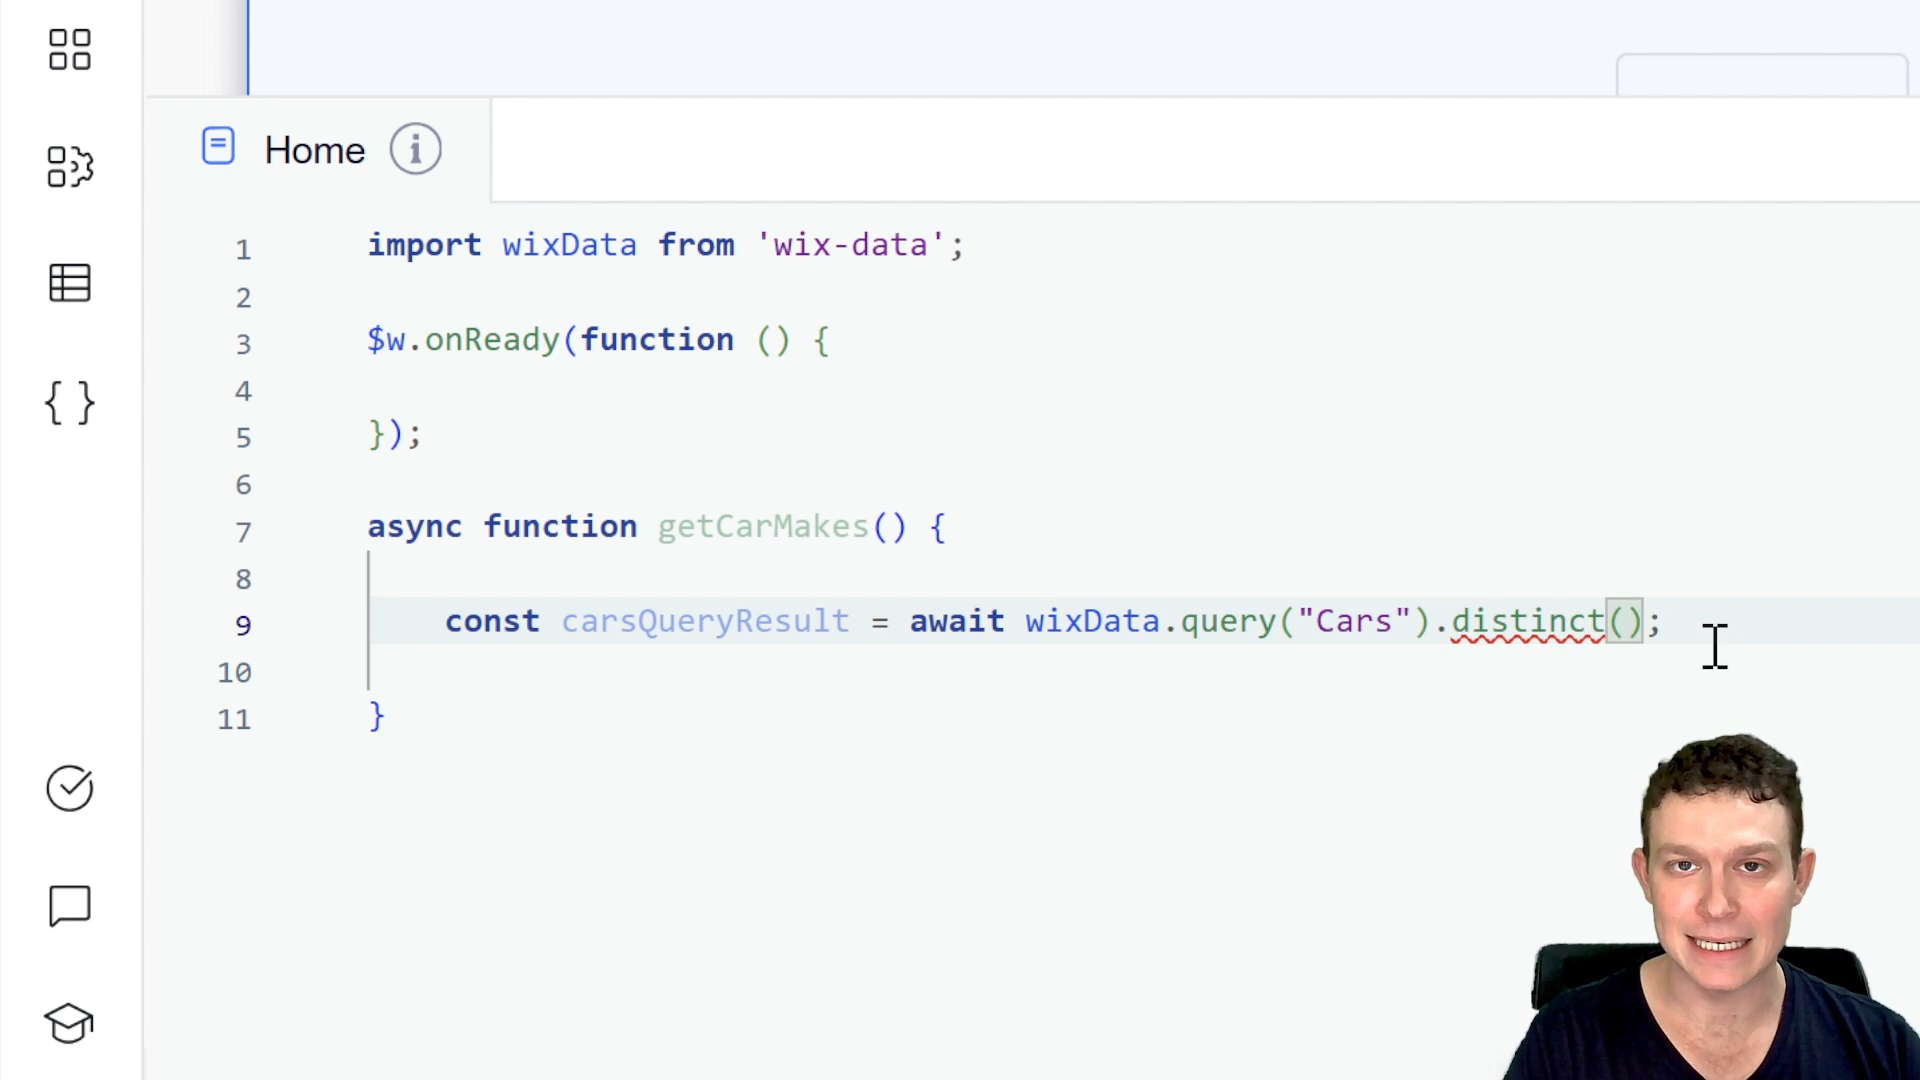 Home
1 import wixData from 'wix-data';
2
3 $w.onReady(function () {
4
5 });
6
7 async function getCarMakes() {
8
9 const carsQueryResult = await wixData.query("Cars").distinct();
10
11 }